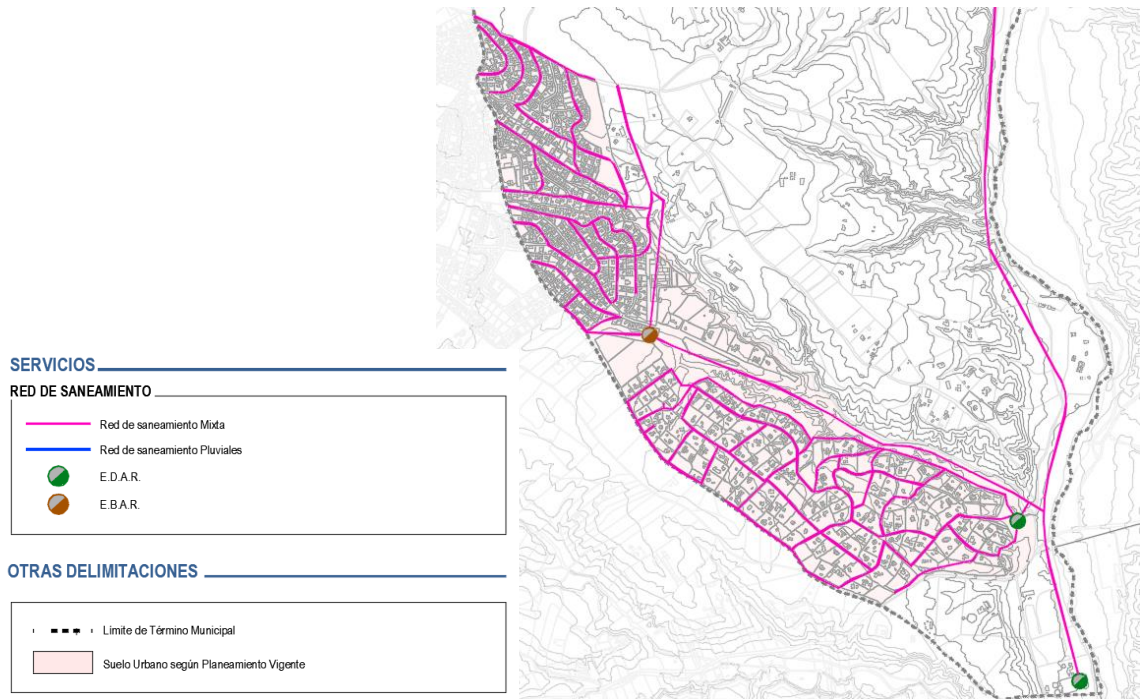 SERVICIOS
RED DE SANEAMIENTO
Red de saneamiento Mixta
Red de saneamiento Pluviales
E.D.A.R.
E.B.A.R.
OTRAS DELIMITACIONES
Límite de Término Municipal
Suelo Urbano según Planeamiento Vigente